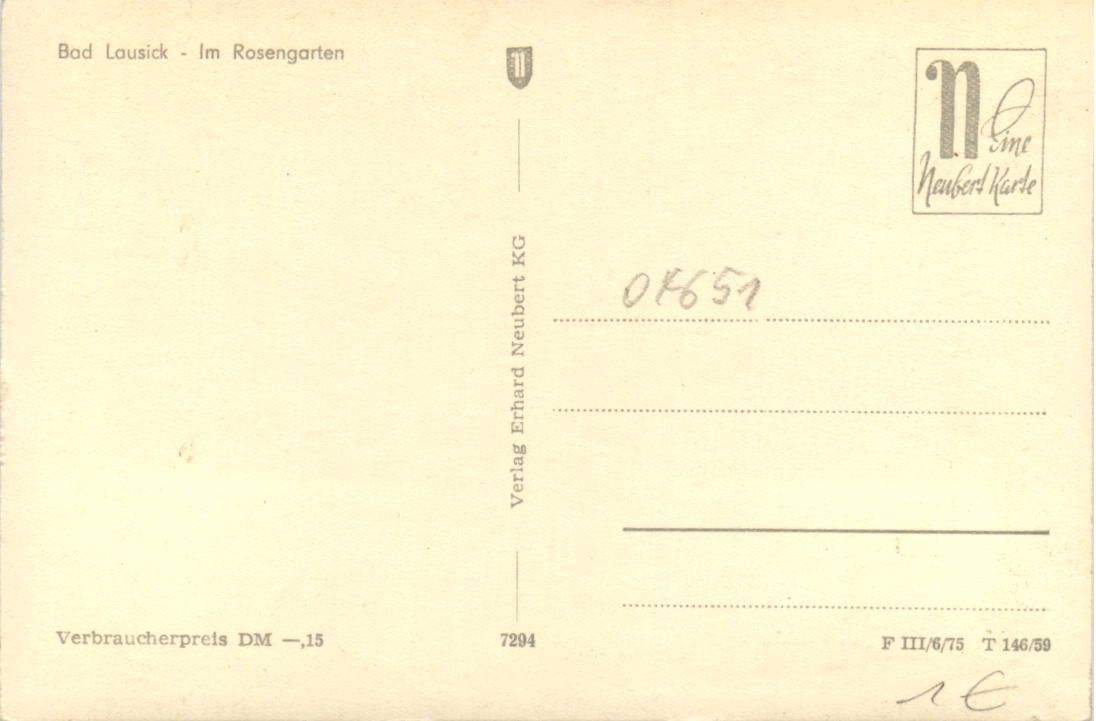 Bad Lausick - Im Rosengarten
N
Eine
Neubert Karte
Verlag Erhard Neubert KG
04651
Verbraucherpreis DM —,15
7294
F III/6/75 T 146/59
1 €